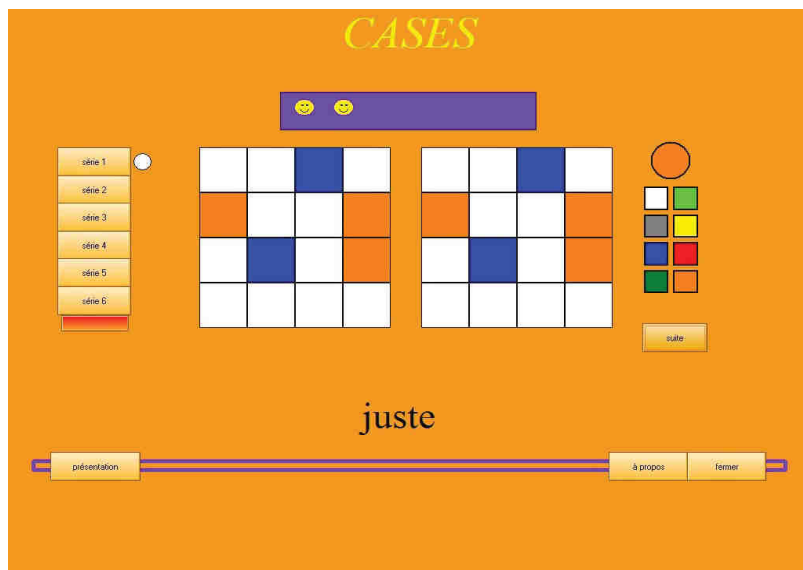 CASES
série 1
série 2
série 3
série 4
série 5
série 6
suite
juste
présentation
à propos
fermer